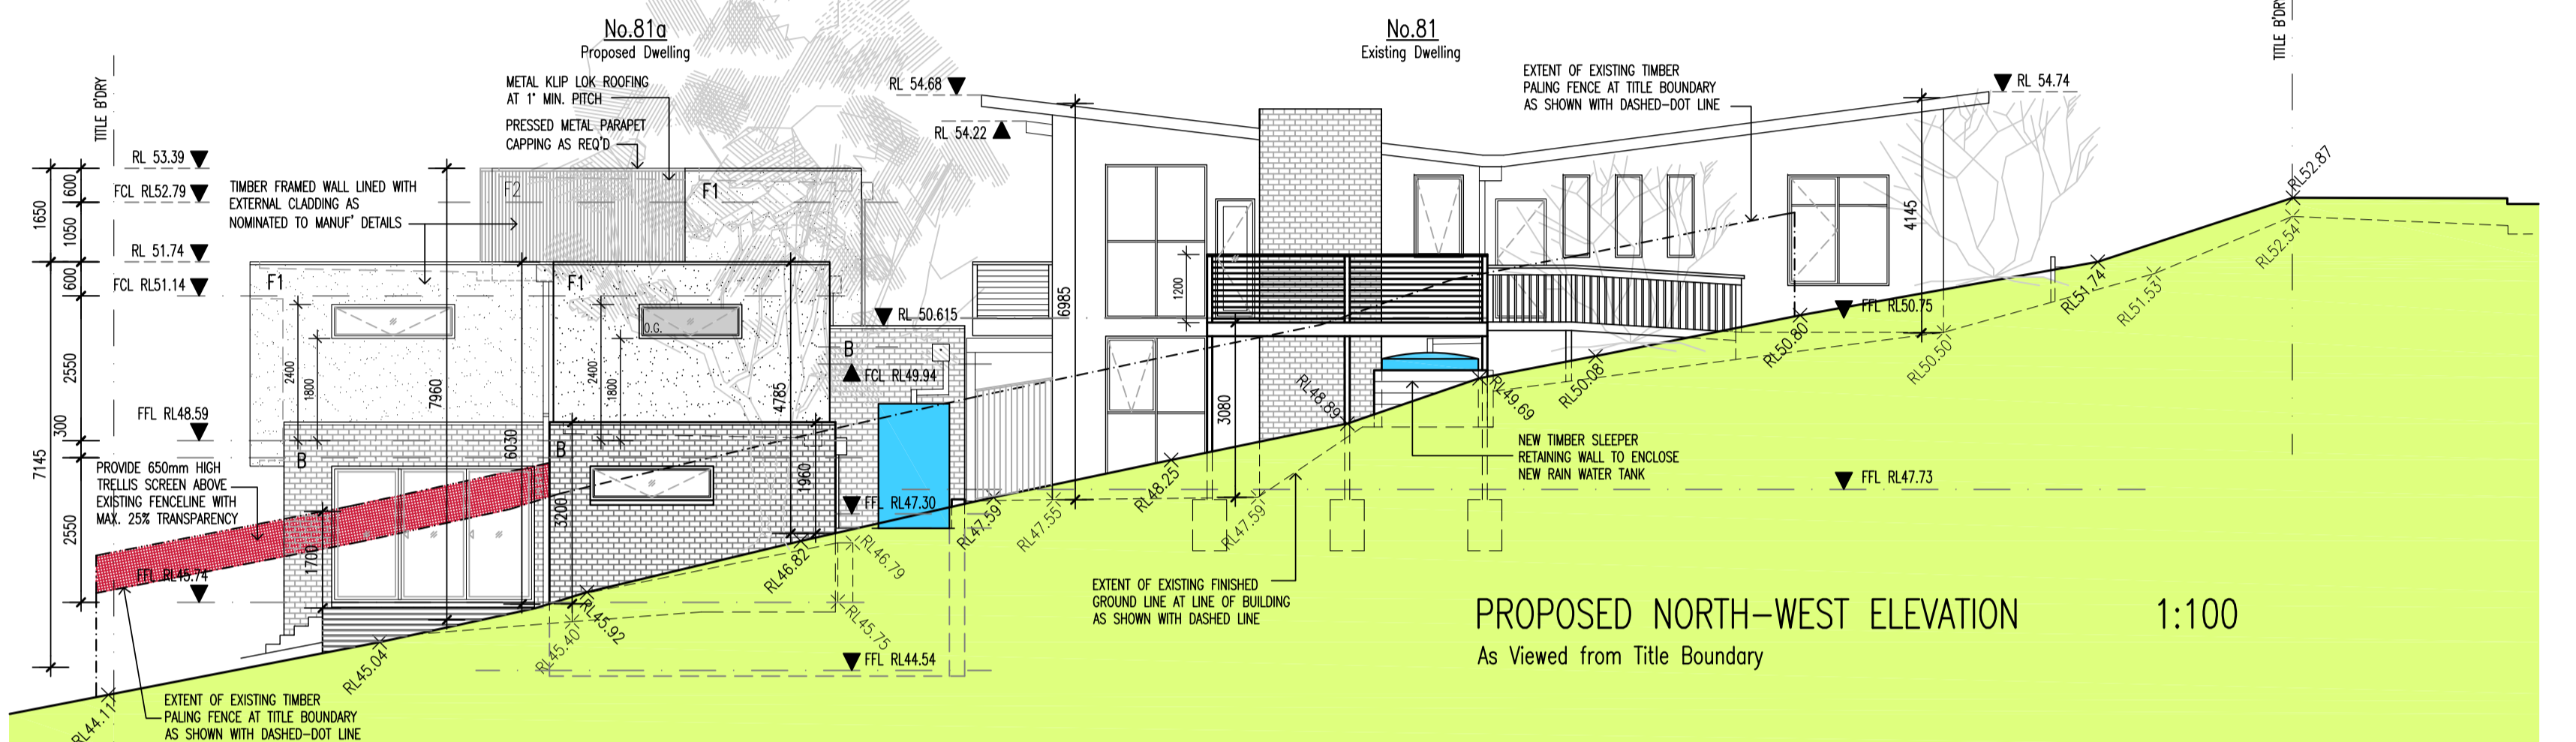 No.81a
Proposed Dwelling
No.81
Existing Dwelling
TITLE B'DRY
TITLE B'DRY
METAL KLIP LOK ROOFING
AT 1° MIN. PITCH
PRESSED METAL PARAPET
CAPPING AS REQ'D
TIMBER FRAMED WALL LINED WITH
EXTERNAL CLADDING AS
NOMINATED TO MANUF' DETAILS
EXTENT OF EXISTING TIMBER
PALING FENCE AT TITLE BOUNDARY
AS SHOWN WITH DASHED-DOT LINE
RL 54.68
RL 54.22
RL 54.74
RL 53.39
FCL RL52.79
RL 51.74
FCL RL51.14
FFL RL48.59
FFL RL45.74
600
1650
1050
600
2550
300
7145
2550
F2
F1
F1
F1
O.G.
B
B
B
2400
1800
2400
1800
7960
6030
4785
1960
3200
1700
RL 50.615
FCL RL49.94
FFL RL47.30
FFL RL44.54
6985
1200
3080
4145
FFL RL50.75
FFL RL47.73
PROVIDE 650mm HIGH
TRELLIS SCREEN ABOVE
EXISTING FENCELINE WITH
MAX. 25% TRANSPARENCY
NEW TIMBER SLEEPER
RETAINING WALL TO ENCLOSE
NEW RAIN WATER TANK
EXTENT OF EXISTING FINISHED
GROUND LINE AT LINE OF BUILDING
AS SHOWN WITH DASHED LINE
EXTENT OF EXISTING TIMBER
PALING FENCE AT TITLE BOUNDARY
AS SHOWN WITH DASHED-DOT LINE
RL44.11
RL45.04
RL45.40
RL45.92
RL46.82
RL46.79
RL45.75
RL47.59
RL47.55
RL48.25
RL47.59
RL48.89
RL49.69
RL50.08
RL50.80
RL50.50
RL51.74
RL51.53
RL52.54
RL52.87
PROPOSED NORTH-WEST ELEVATION 1:100
As Viewed from Title Boundary